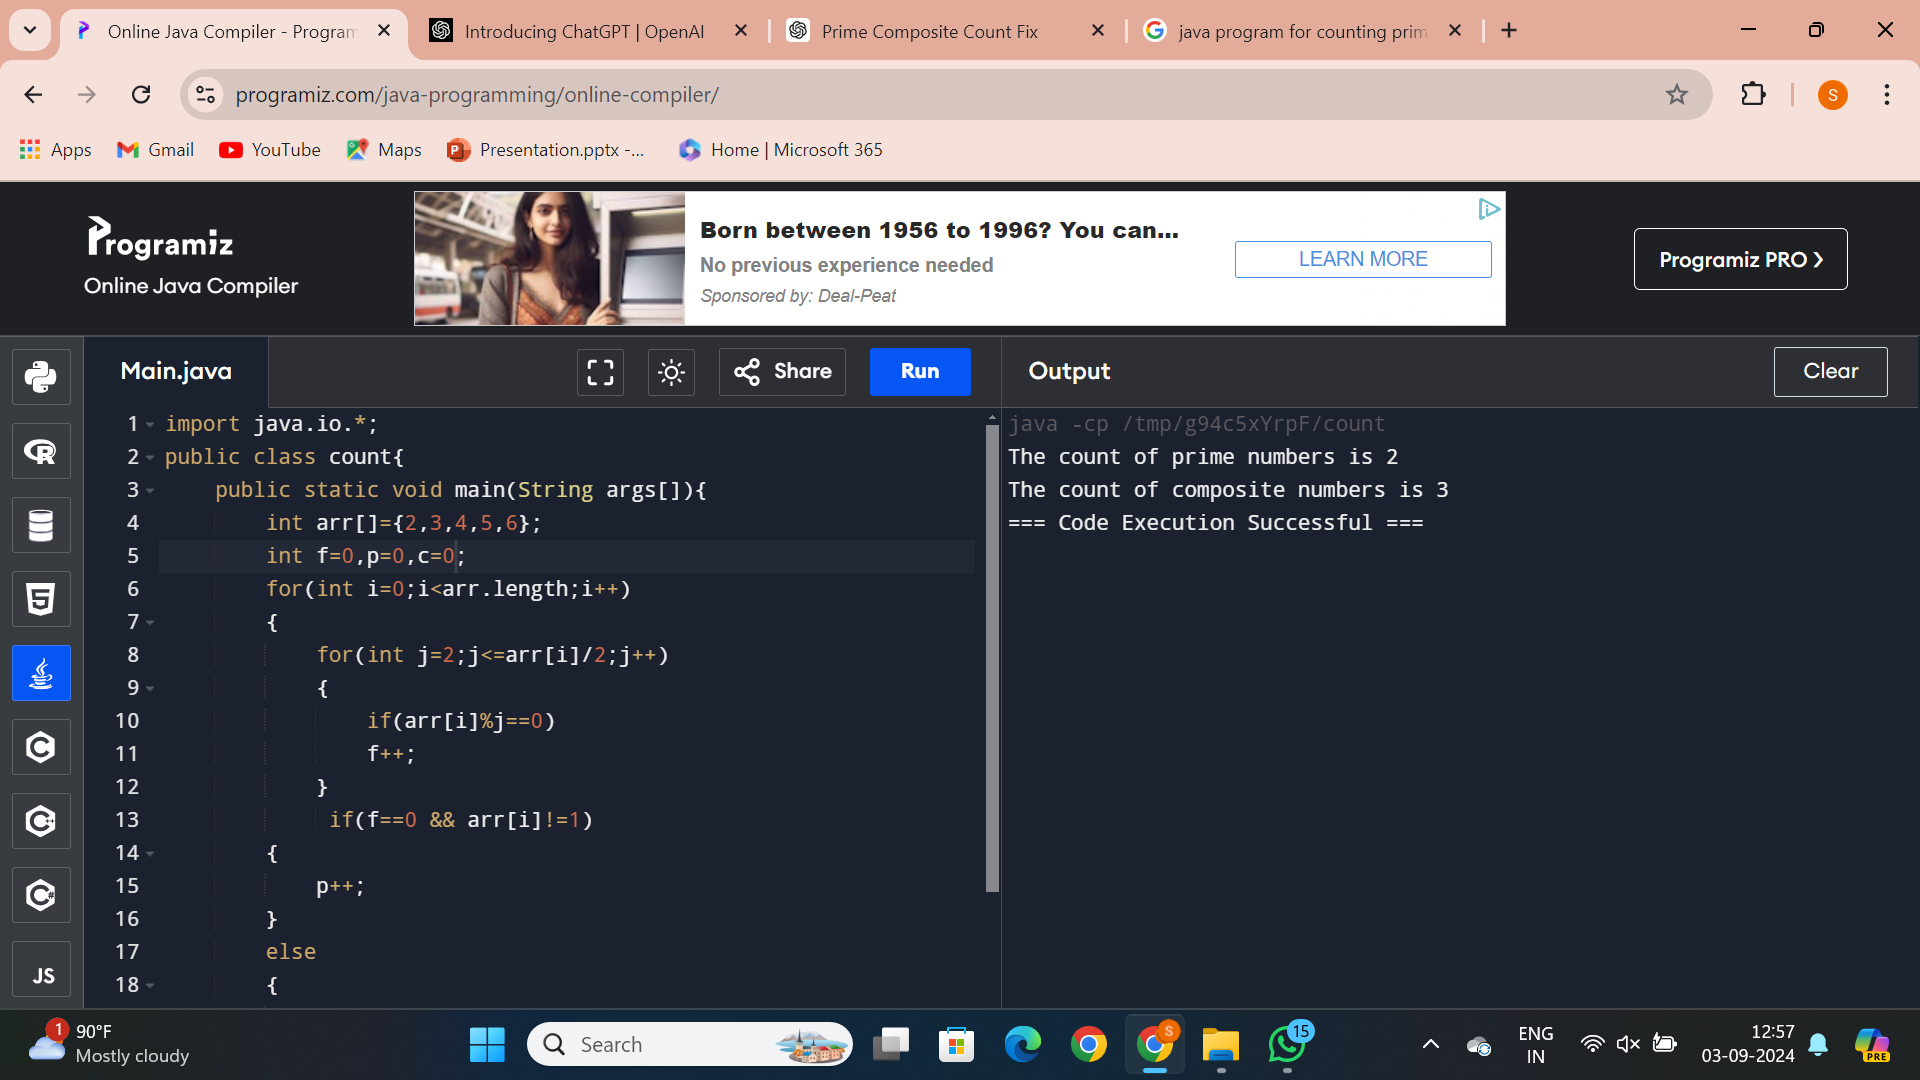 Online Java Compiler - Program
Introducing ChatGPT | OpenAI
Prime Composite Count Fix
java program for counting prim
programiz.com/java-programming/online-compiler/
S
Apps
Gmail
YouTube
Maps
Presentation.pptx -...
Home | Microsoft 365
Programiz
Online Java Compiler
Born between 1956 to 1996? You can...
No previous experience needed
Sponsored by: Deal-Peat
LEARN MORE
Programiz PRO ❯
Main.java
Share
Run
Output
Clear
1 import java.io.*;
2 public class count{
3 public static void main(String args[]){
4 int arr[]={2,3,4,5,6};
5 int f=0,p=0,c=0;
6 for(int i=0;i<arr.length;i++)
7 {
8 for(int j=2;j<=arr[i]/2;j++)
9 {
10 if(arr[i]%j==0)
11 f++;
12 }
13 if(f==0 && arr[i]!=1)
14 {
15 p++;
16 }
17 else
18 {
java -cp /tmp/g94c5xYrpF/count
The count of prime numbers is 2
The count of composite numbers is 3
=== Code Execution Successful ===
JS
1
90°F
Mostly cloudy
Search
S
15
ENG
IN
12:57
03-09-2024
PRE